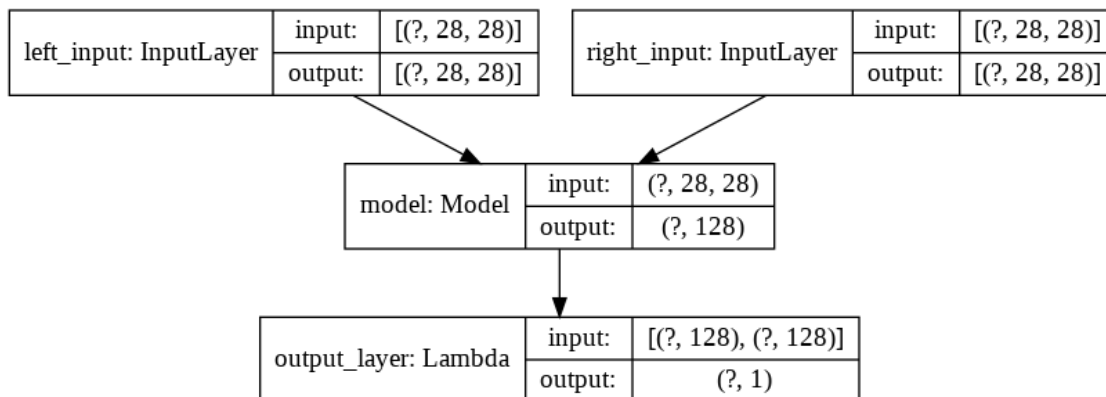 left_input: InputLayer
input: [(?, 28, 28)]
output: [(?, 28, 28)]
right_input: InputLayer
input: [(?, 28, 28)]
output: [(?, 28, 28)]
model: Model
input: (?, 28, 28)
output: (?, 128)
output_layer: Lambda
input: [(?, 128), (?, 128)]
output: (?, 1)